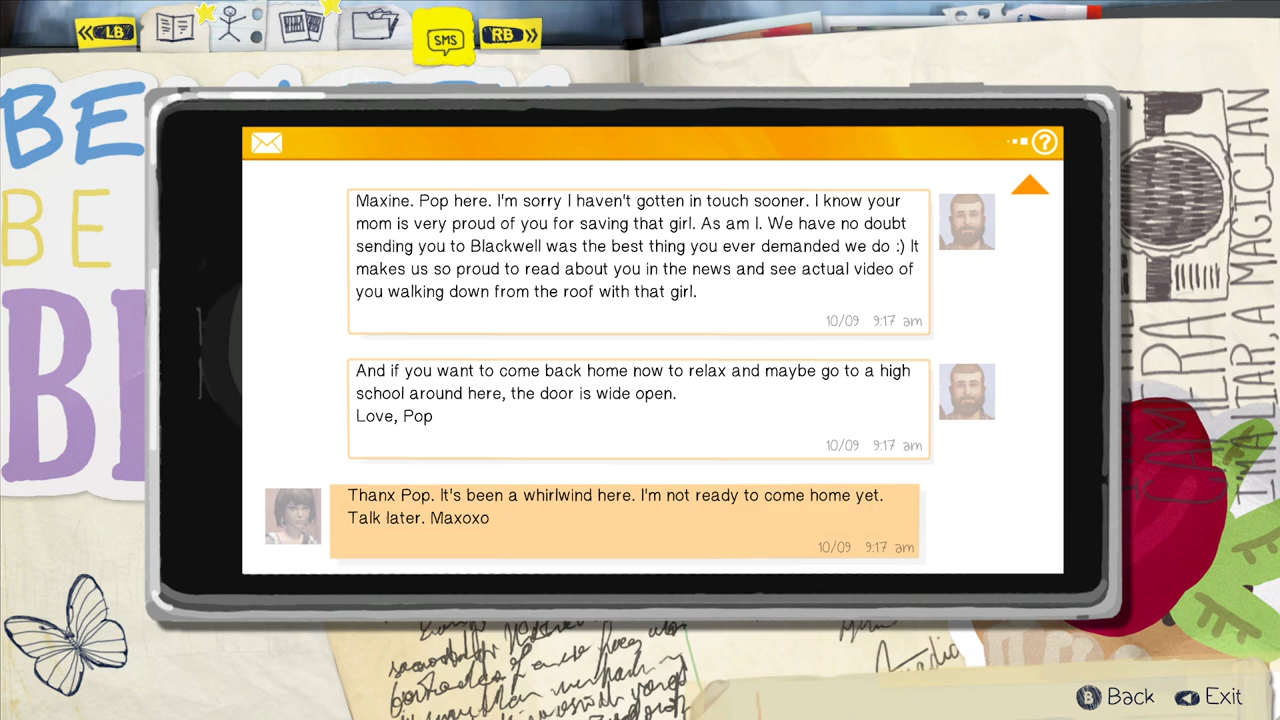 LB
SMS
RB
BE
BE
Maxine. Pop here. I'm sorry I haven't gotten in touch sooner. I know your
mom is very proud of you for saving that girl. As am I. We have no doubt
sending you to Blackwell was the best thing you ever demanded we do :) It
makes us so proud to read about you in the news and see actual video of
you walking down from the roof with that girl.
10/09 9:17 am
And if you want to come back home now to relax and maybe go to a high
school around here, the door is wide open.
Love, Pop
10/09 9:17 am
Thanx Pop. It's been a whirlwind here. I'm not ready to come home yet.
Talk later. Maxoxo
10/09 9:17 am
CAMERA
LIAR, A MAGICIAN
B Back
Exit